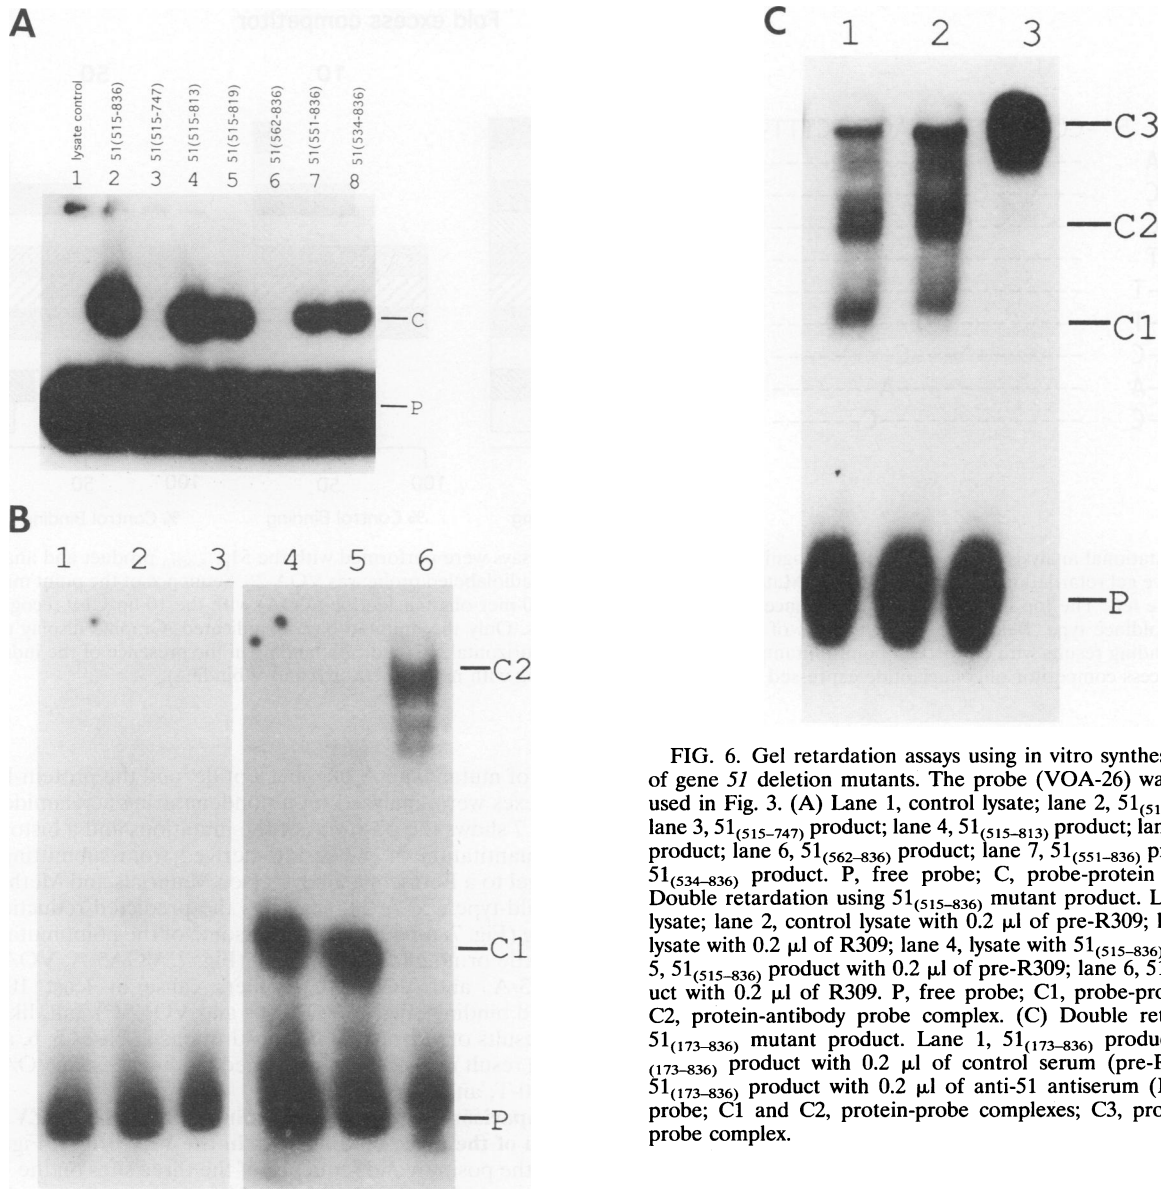 A
lysate control
51(515-836)
51(515-747)
51(515-813)
51(515-819)
51(562-836)
51(551-836)
51(534-836)
1 2 3 4 5 6 7 8
C
P
B
1 2 3 4 5 6
C2
C1
P
C
1 2 3
C3
C2
C1
P
FIG. 6. Gel retardation assays using in vitro synthes
of gene 51 deletion mutants. The probe (VOA-26) wa
used in Fig. 3. (A) Lane 1, control lysate; lane 2, 51(51
lane 3, 51(515–747) product; lane 4, 51(515–813) product; lan
product; lane 6, 51(562–836) product; lane 7, 51(551–836) p
51(534–836) product. P, free probe; C, probe-protein
Double retardation using 51(515–836) mutant product. L
lysate; lane 2, control lysate with 0.2 µl of pre-R309; l
lysate with 0.2 µl of R309; lane 4, lysate with 51(515–836)
5, 51(515–836) product with 0.2 µl of pre-R309; lane 6, 5
uct with 0.2 µl of R309. P, free probe; C1, probe-pro
C2, protein-antibody probe complex. (C) Double ret
51(173–836) mutant product. Lane 1, 51(173–836) produc
(173–836) product with 0.2 µl of control serum (pre-R
51(173–836) product with 0.2 µl of anti-51 antiserum (
probe; C1 and C2, protein-probe complexes; C3, pro
probe complex.